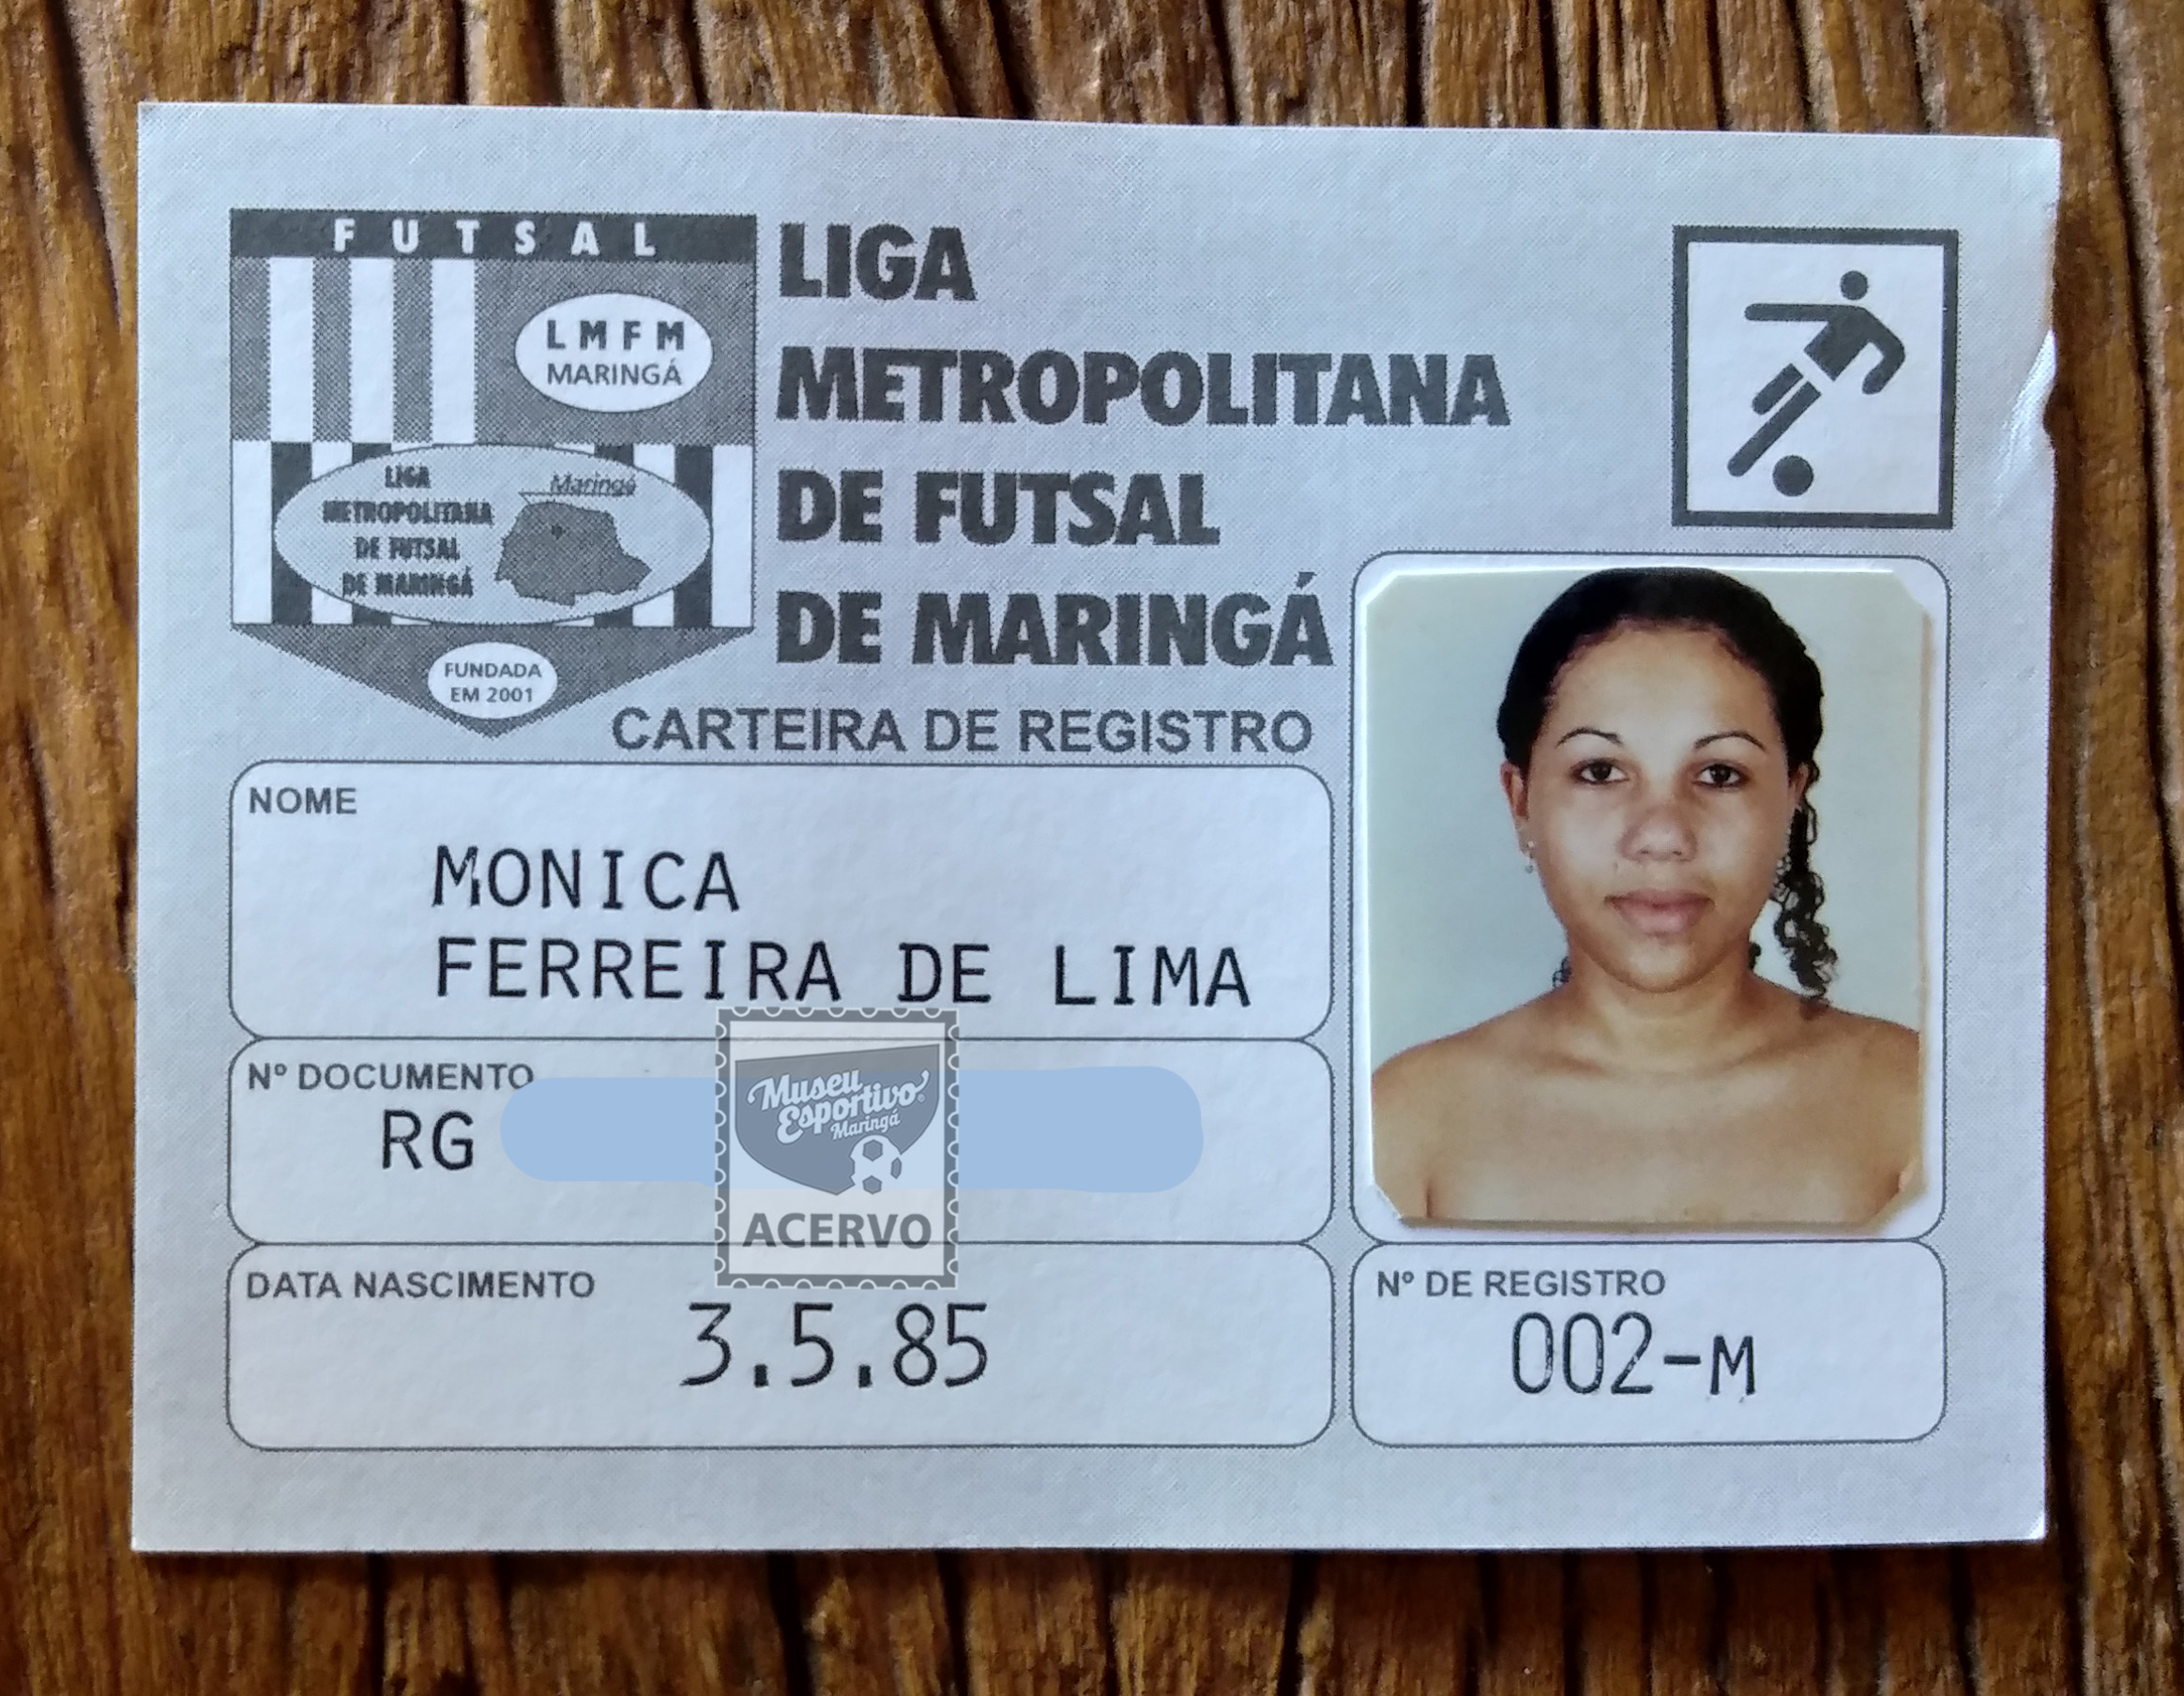 FUTSAL
LMFM
MARINGÁ
LIGA
METROPOLITANA
DE FUTSAL
DE MARINGÁ
Maringá
FUNDADA
EM 2001
LIGA
METROPOLITANA
DE FUTSAL
DE MARINGÁ
CARTEIRA DE REGISTRO
NOME
MONICA
FERREIRA DE LIMA
Nº DOCUMENTO
RG
Museu
Esportivo
Maringá
ACERVO
DATA NASCIMENTO
3.5.85
Nº DE REGISTRO
002-M